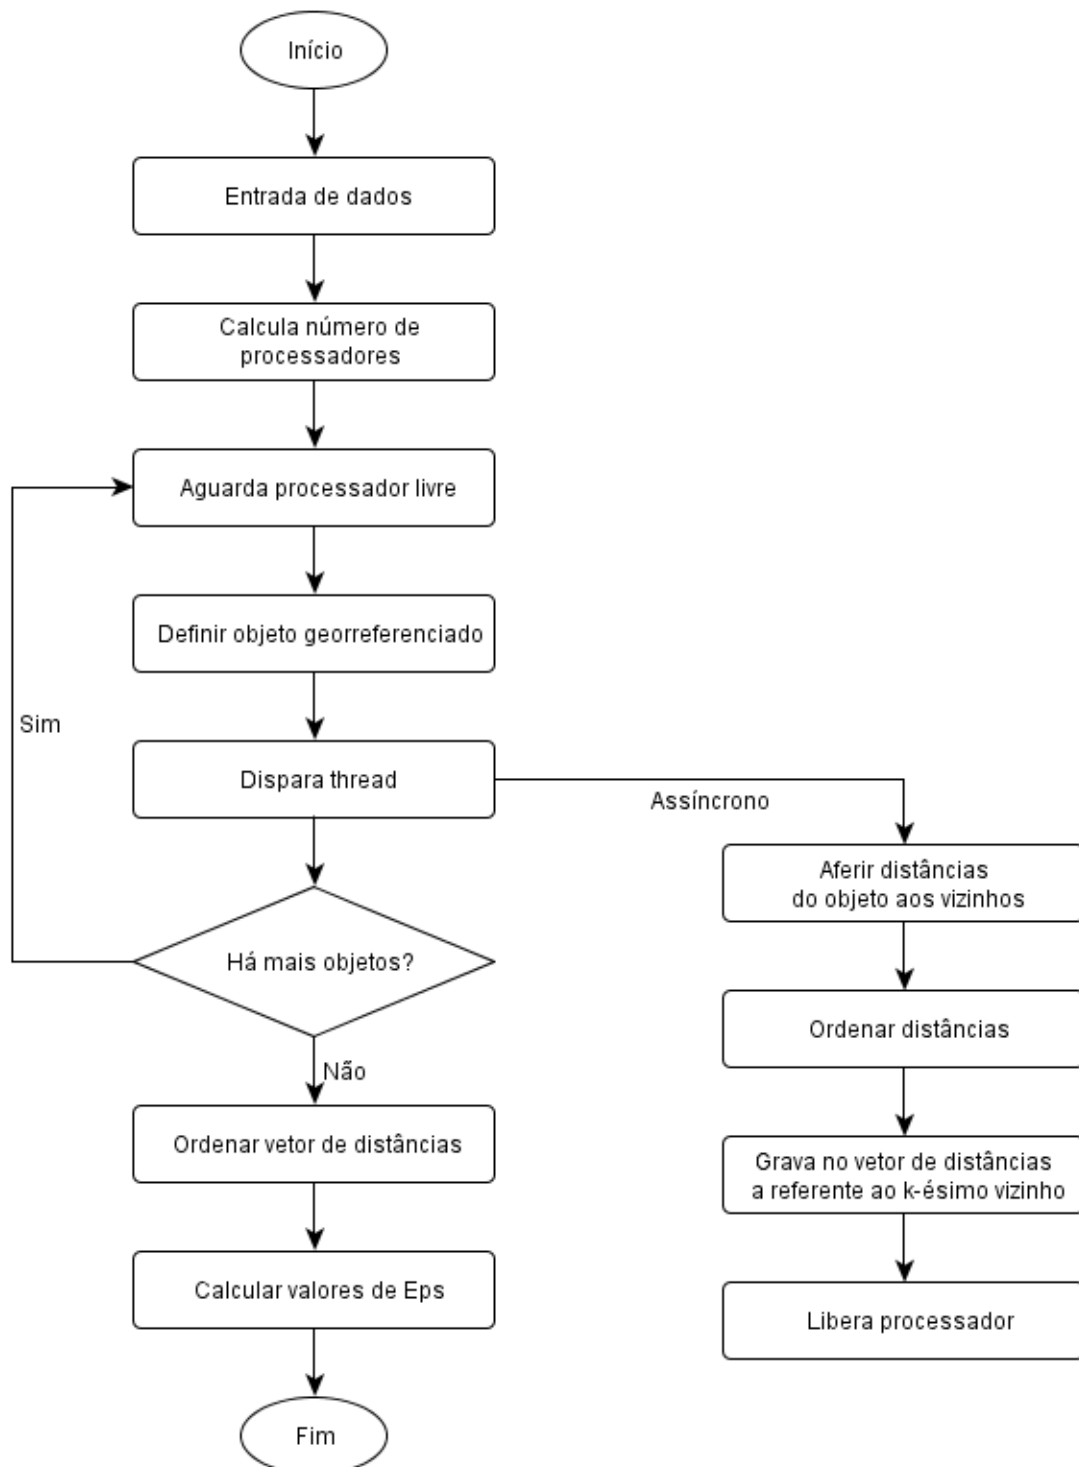 Início
Entrada de dados
Calcula número de
processadores
Aguarda processador livre
Definir objeto georreferenciado
Sim
Dispara thread
Assíncrono
Aferir distâncias
do objeto aos vizinhos
Há mais objetos?
Ordenar distâncias
Não
Ordenar vetor de distâncias
Grava no vetor de distâncias
a referente ao k-ésimo vizinho
Calcular valores de Eps
Libera processador
Fim